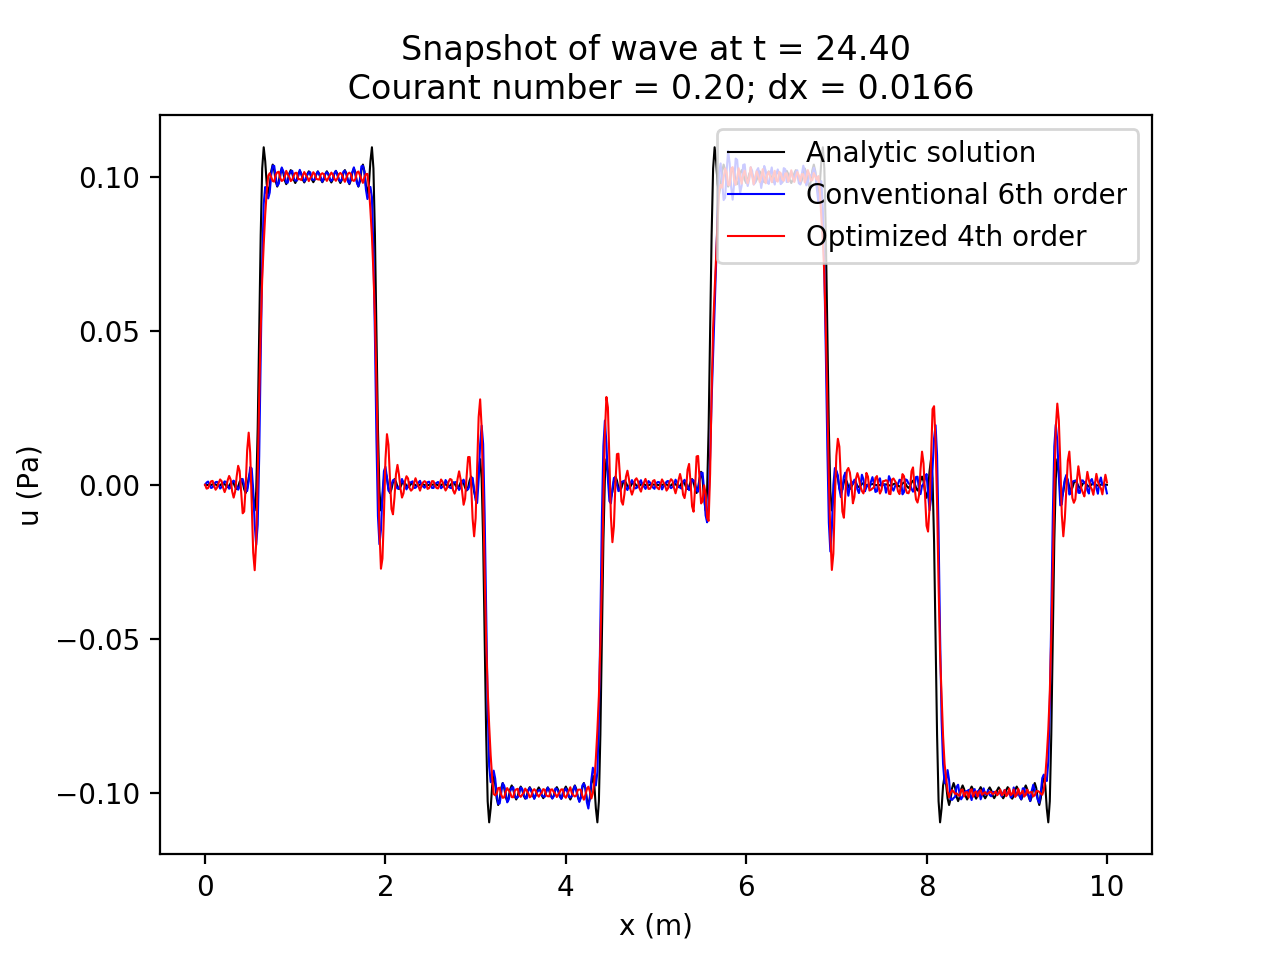 Snapshot of wave at t = 24.40
Courant number = 0.20; dx = 0.0166
Analytic solution
Conventional 6th order
Optimized 4th order
u (Pa)
0.10
0.05
0.00
−0.05
−0.10
0 2 4 6 8 10
x (m)